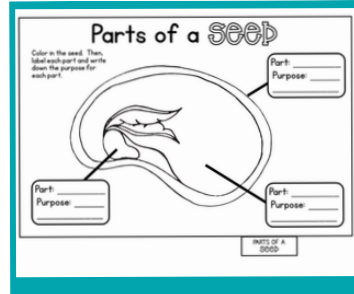 Parts of a SEED
Color in the seed. Then,
label each part and write
down the purpose for
each part.
Part:
Purpose:
Part:
Purpose:
Part:
Purpose:
PARTS OF A
SEED